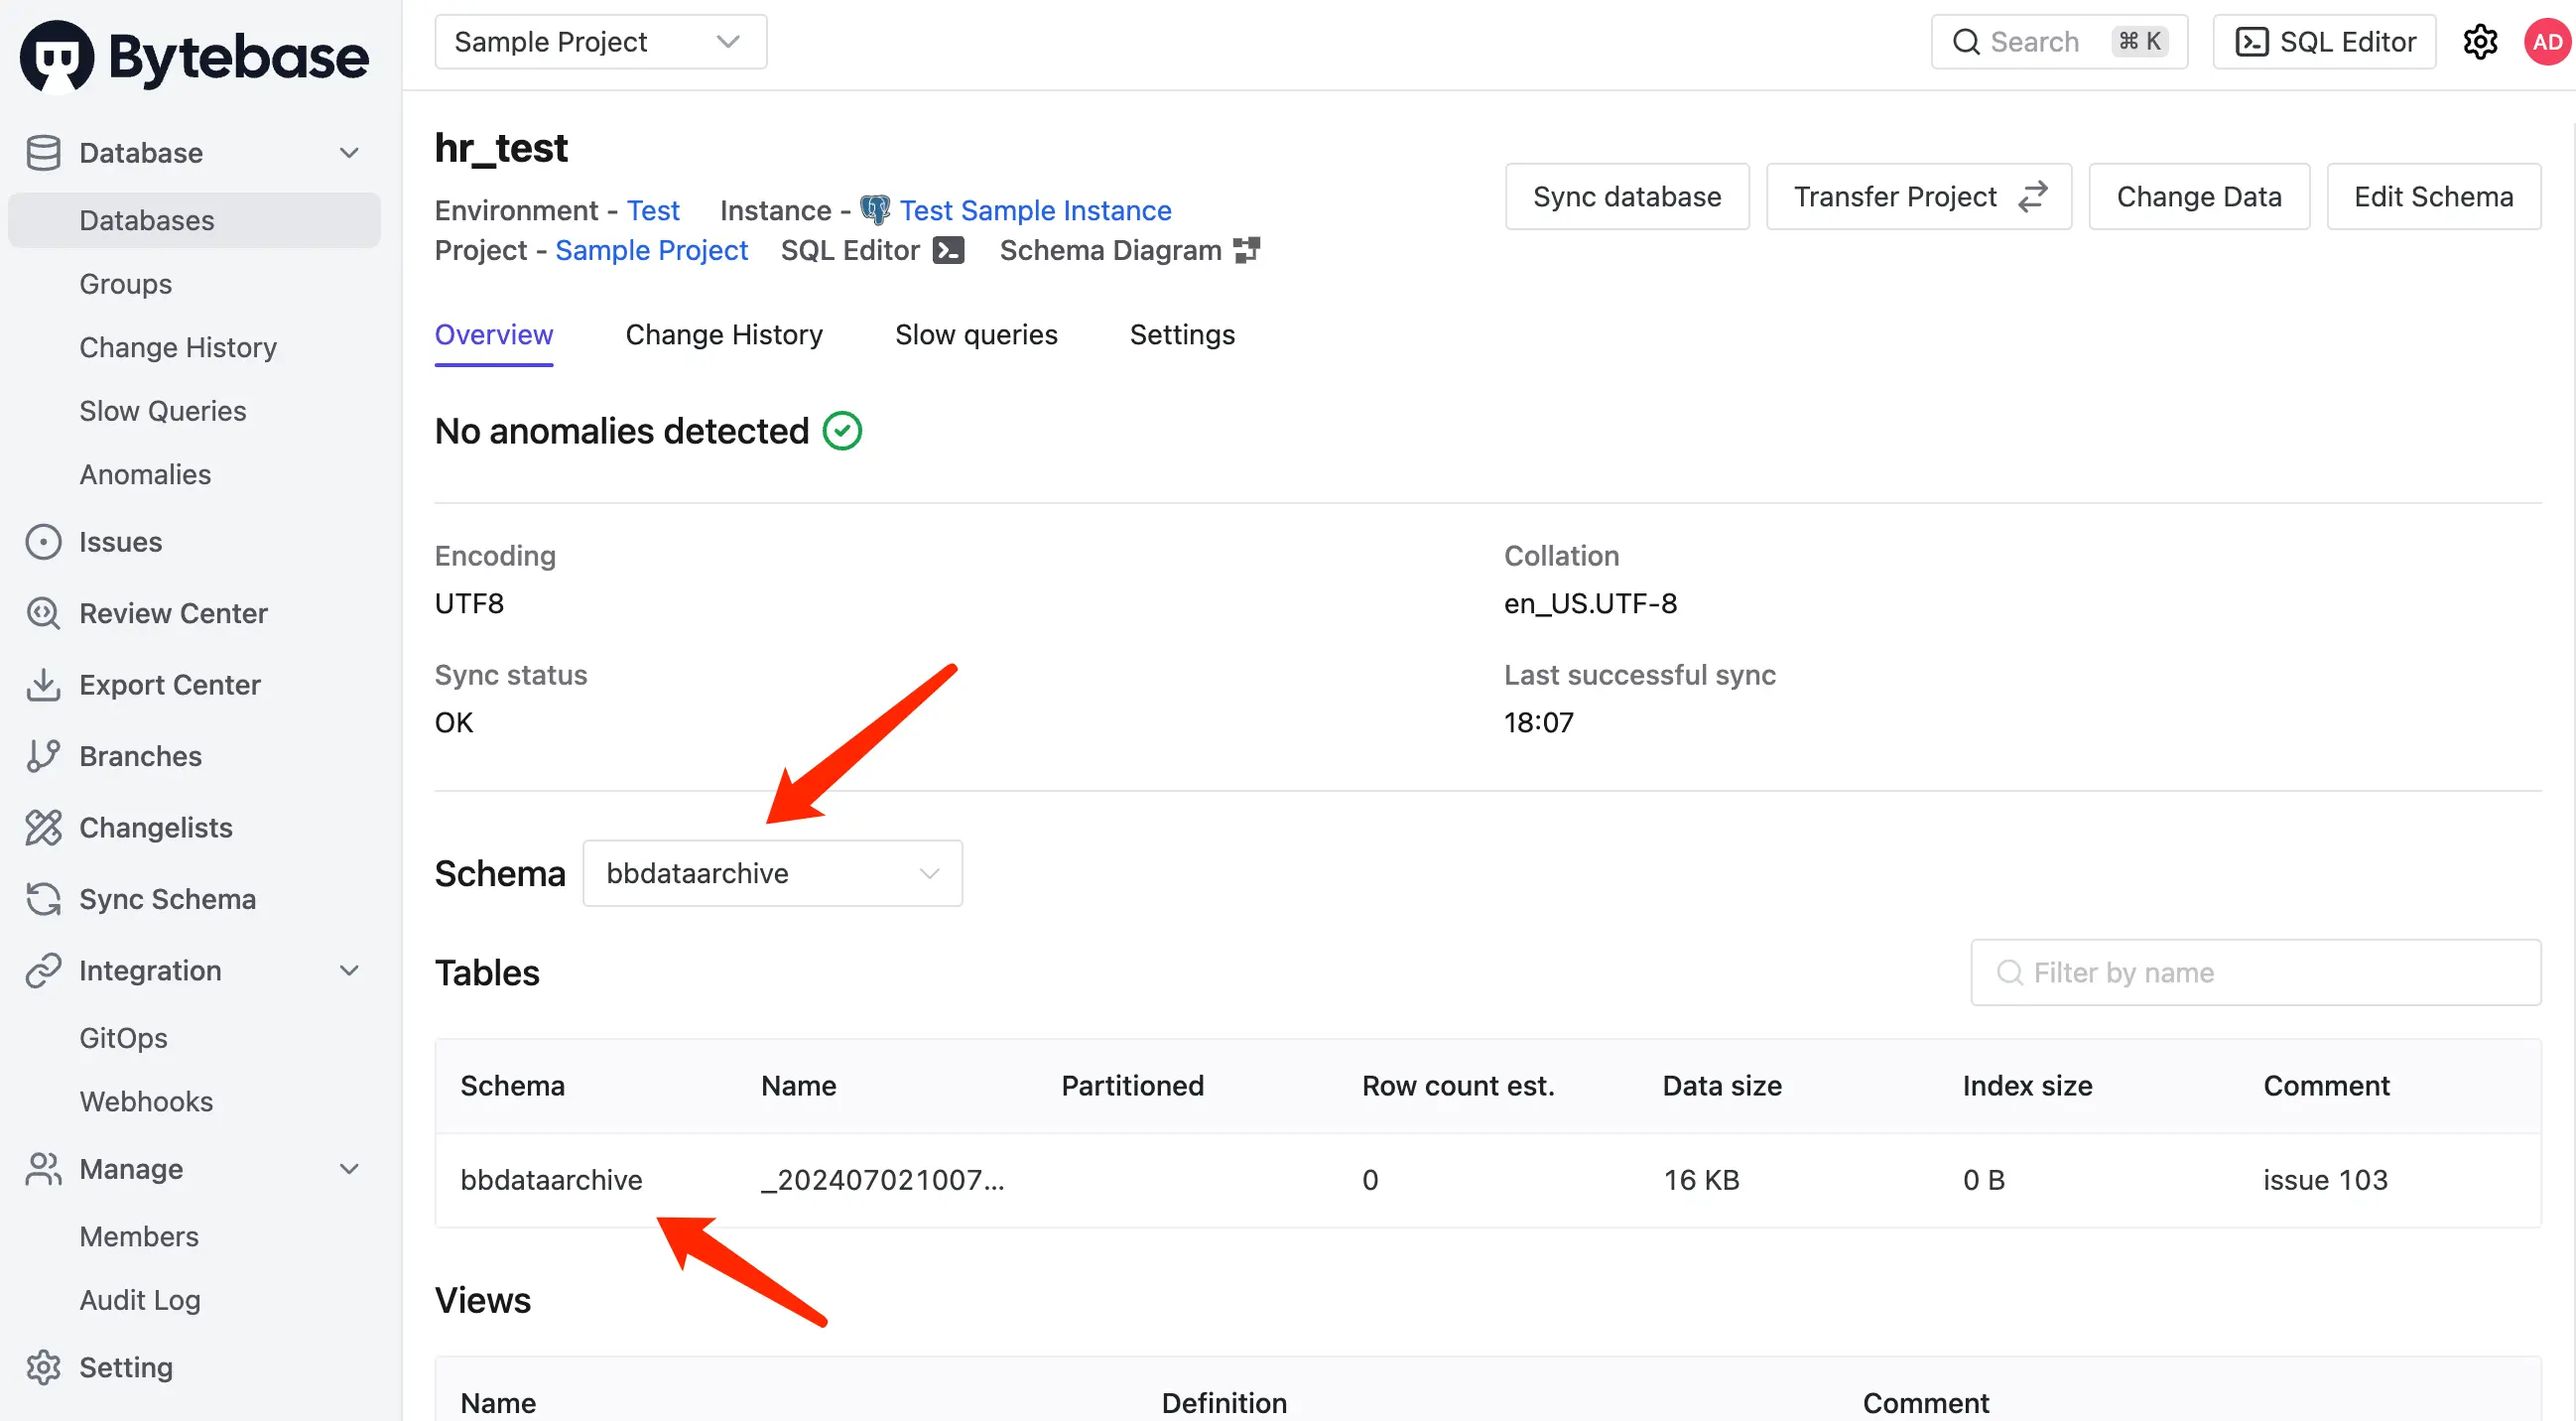 Bytebase
Sample Project
Search ⌘ K
SQL Editor
AD
Database
Databases
Groups
Change History
Slow Queries
Anomalies
Issues
Review Center
Export Center
Branches
Changelists
Sync Schema
Integration
GitOps
Webhooks
Manage
Members
Audit Log
Setting
hr_test
Environment - Test Instance - Test Sample Instance
Project - Sample Project SQL Editor Schema Diagram
Sync database
Transfer Project
Change Data
Edit Schema
Overview Change History Slow queries Settings
No anomalies detected
Encoding
UTF8
Collation
en_US.UTF-8
Sync status
OK
Last successful sync
18:07
Schema bbdataarchive
Tables
Filter by name
Schema Name Partitioned Row count est. Data size Index size Comment
bbdataarchive _202407021007... 0 16 KB 0 B issue 103
Views
Name Definition Comment